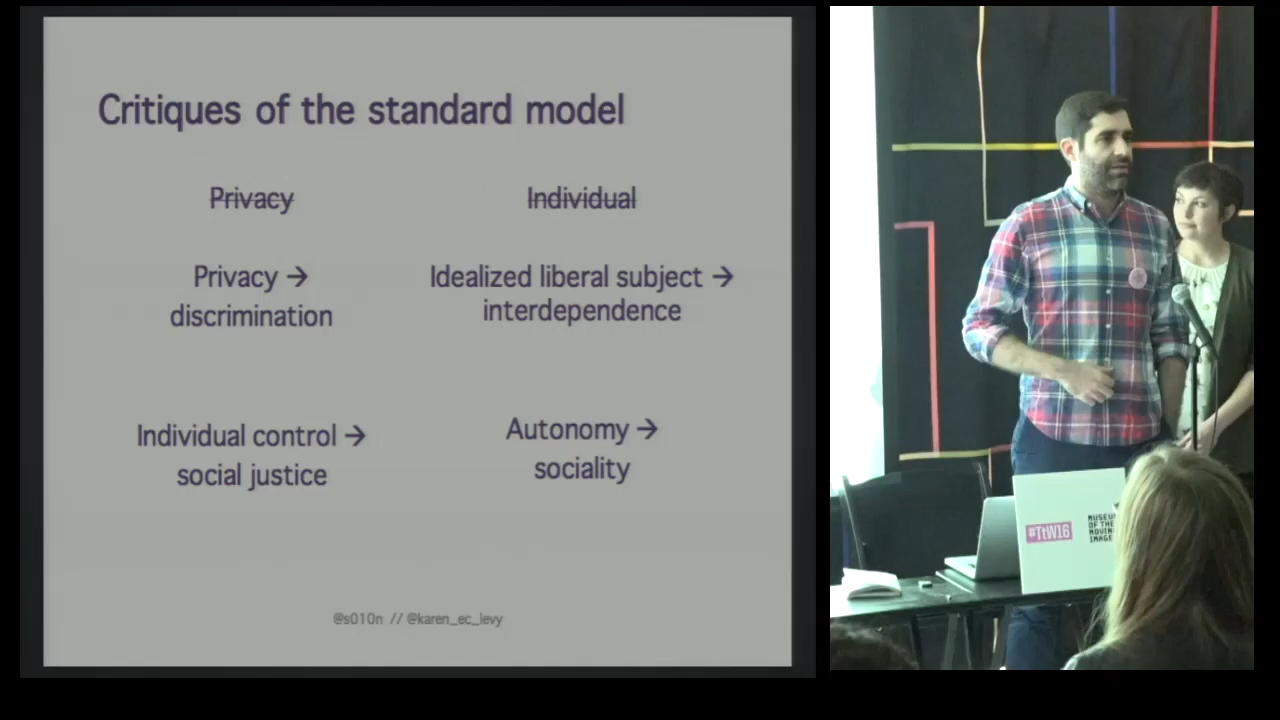 Critiques of the standard model
Privacy
Individual
Privacy →
discrimination
Idealized liberal subject →
interdependence
Individual control →
social justice
Autonomy →
sociality
@s010n // @karen_ec_levy
#TtW16
MUSEUM
OF THE
MOVING
IMAGE